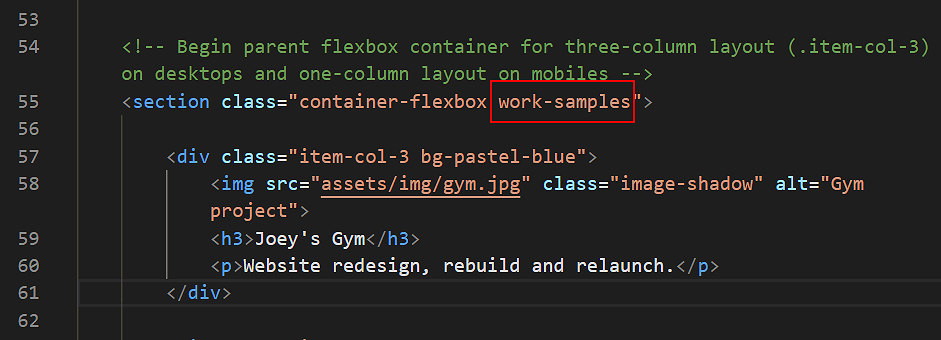 53
54 <!-- Begin parent flexbox container for three-column layout (.item-col-3)
on desktops and one-column layout on mobiles -->
55 <section class="container-flexbox work-samples">
56
57 <div class="item-col-3 bg-pastel-blue">
58 <img src="assets/img/gym.jpg" class="image-shadow" alt="Gym
project">
59 <h3>Joey's Gym</h3>
60 <p>Website redesign, rebuild and relaunch.</p>
61 </div>
62